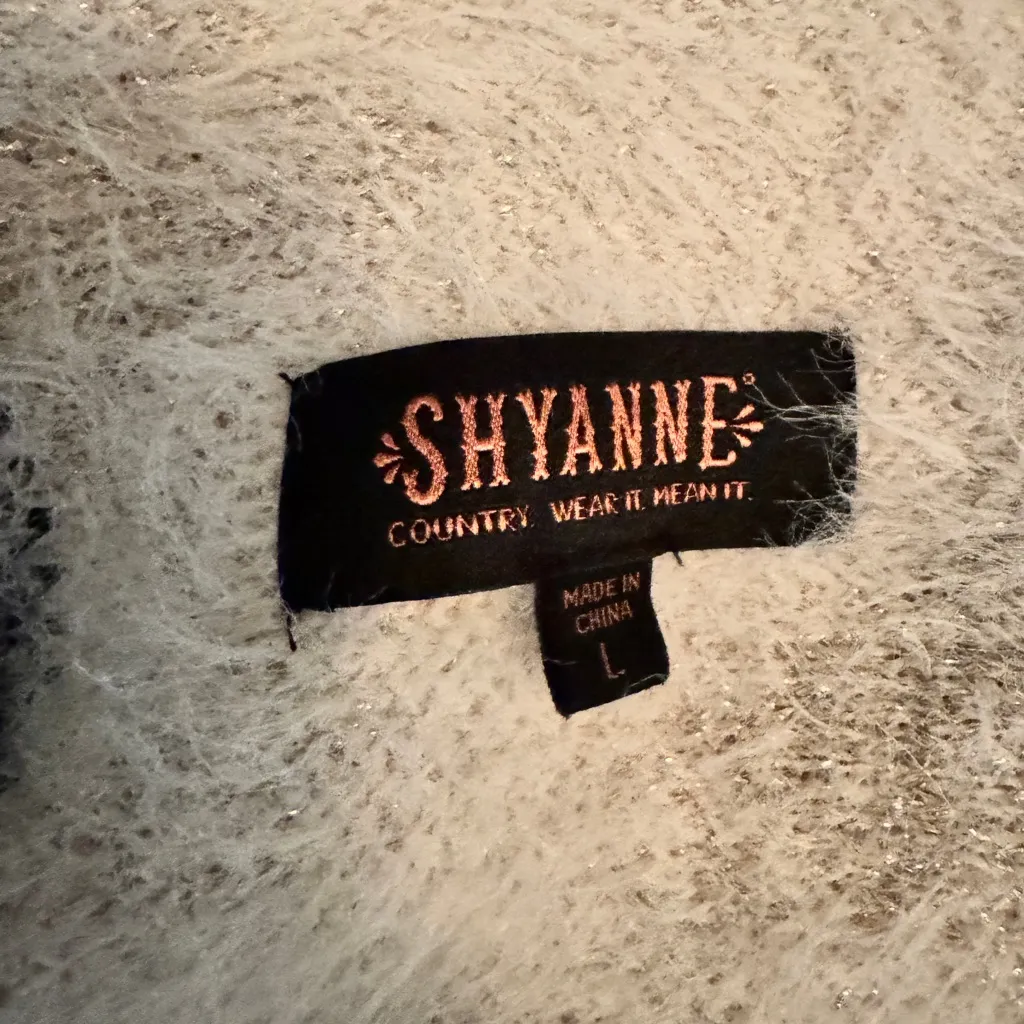 SHYANNE®
COUNTRY. WEAR IT. MEAN IT.
MADE IN
CHINA
L